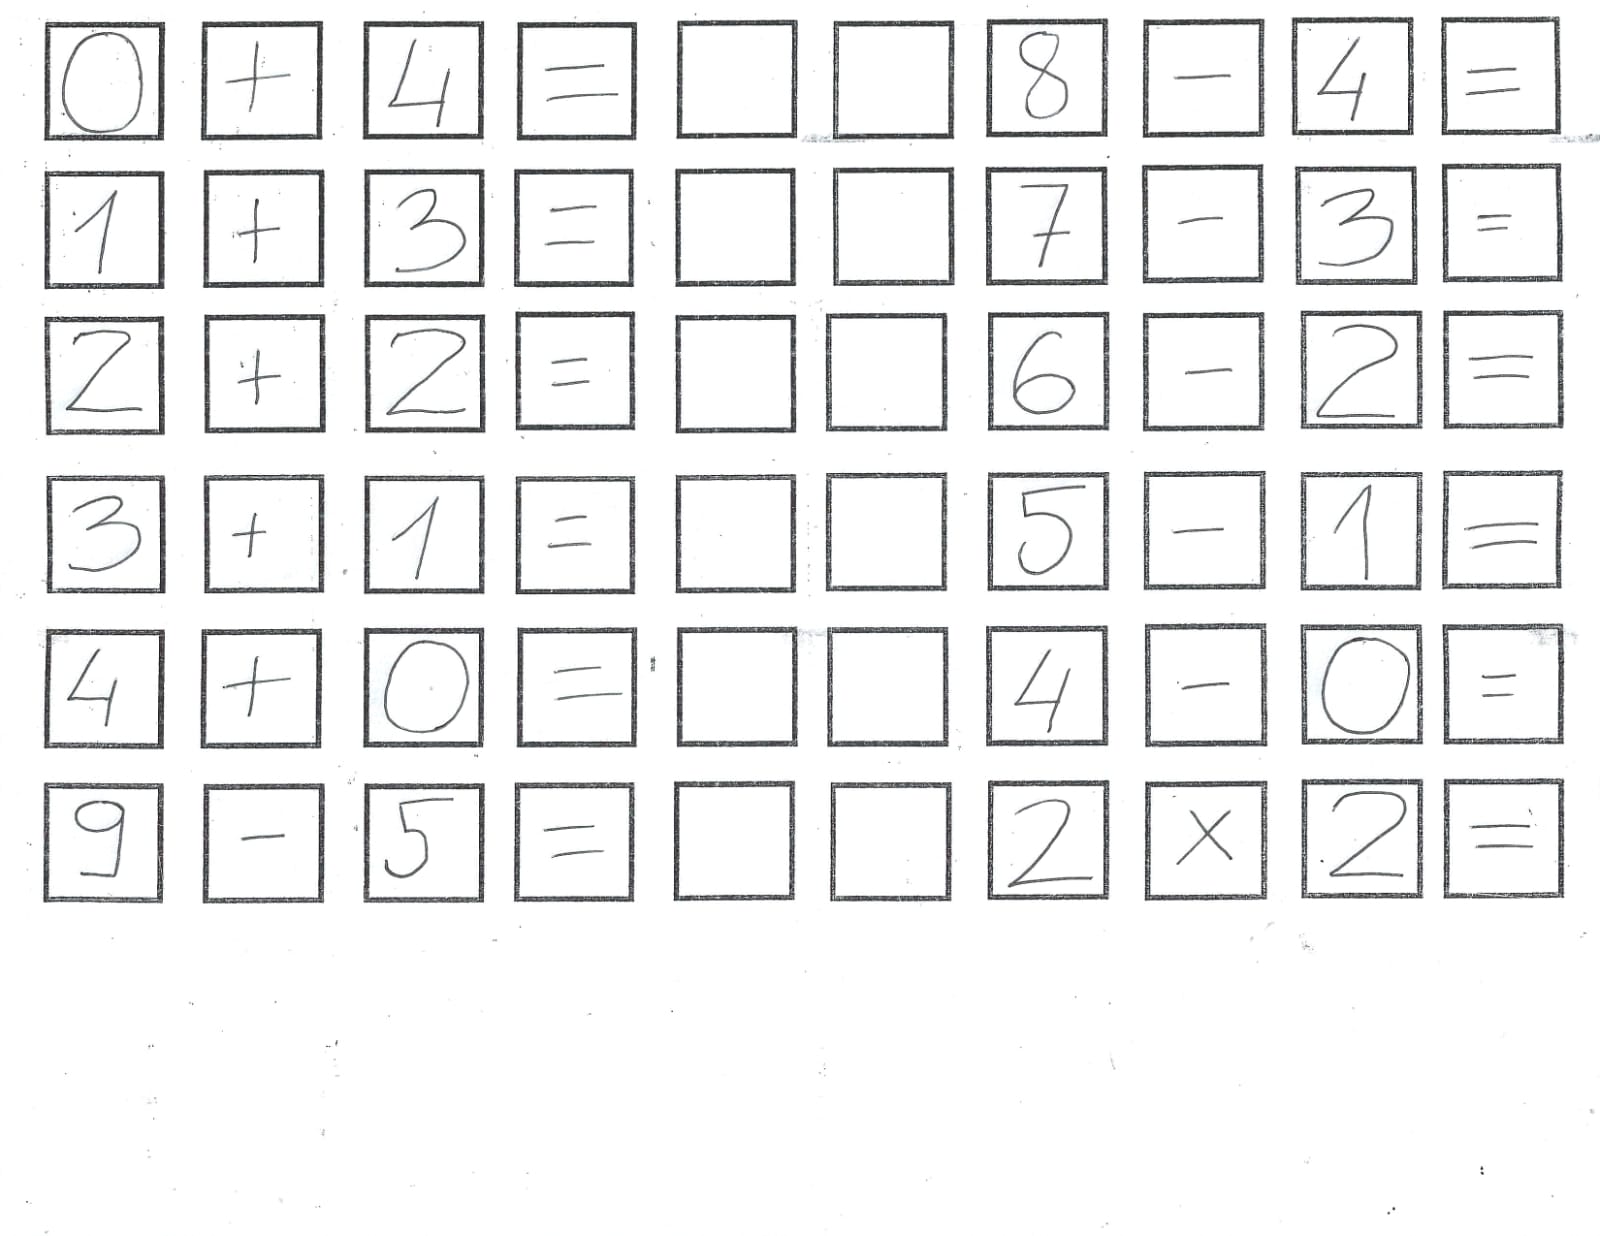 0 + 4 = 8 - 4 =
1 + 3 = 7 - 3 =
2 + 2 = 6 - 2 =
3 + 1 = 5 - 1 =
4 + 0 = 4 - 0 =
9 - 5 = 2 × 2 =